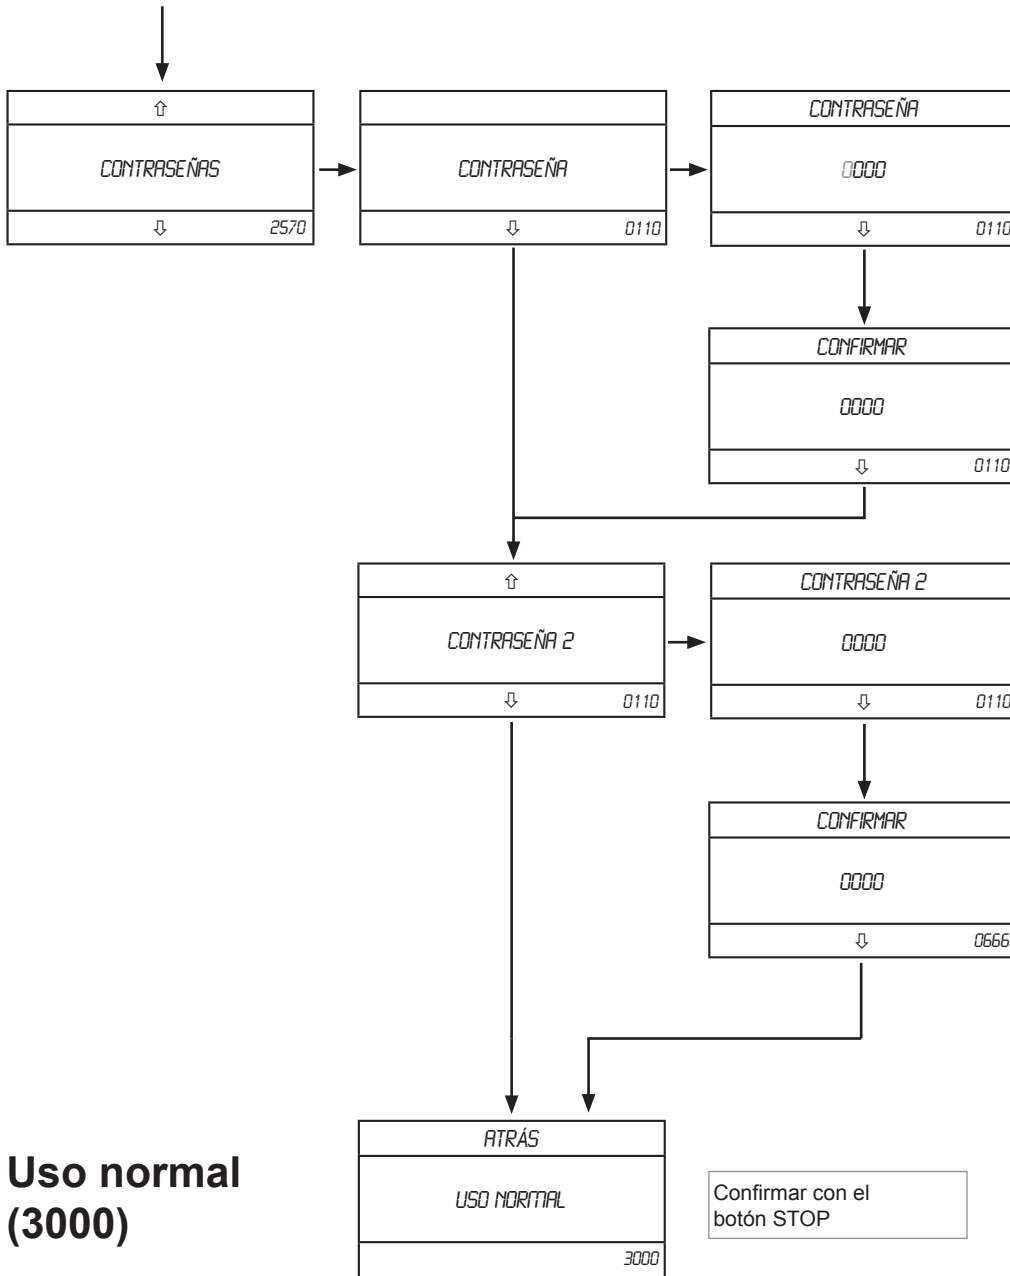 ⇧
CONTRASEÑAS
⇩ 2570
CONTRASEÑA
⇩ 0110
CONTRASEÑA
0000
⇩ 0110
CONFIRMAR
0000
⇩ 0110
⇧
CONTRASEÑA 2
⇩ 0110
CONTRASEÑA 2
0000
⇩ 0110
CONFIRMAR
0000
⇩ 0666
ATRÁS
USO NORMAL
3000
Uso normal
(3000)
Confirmar con el
botón STOP